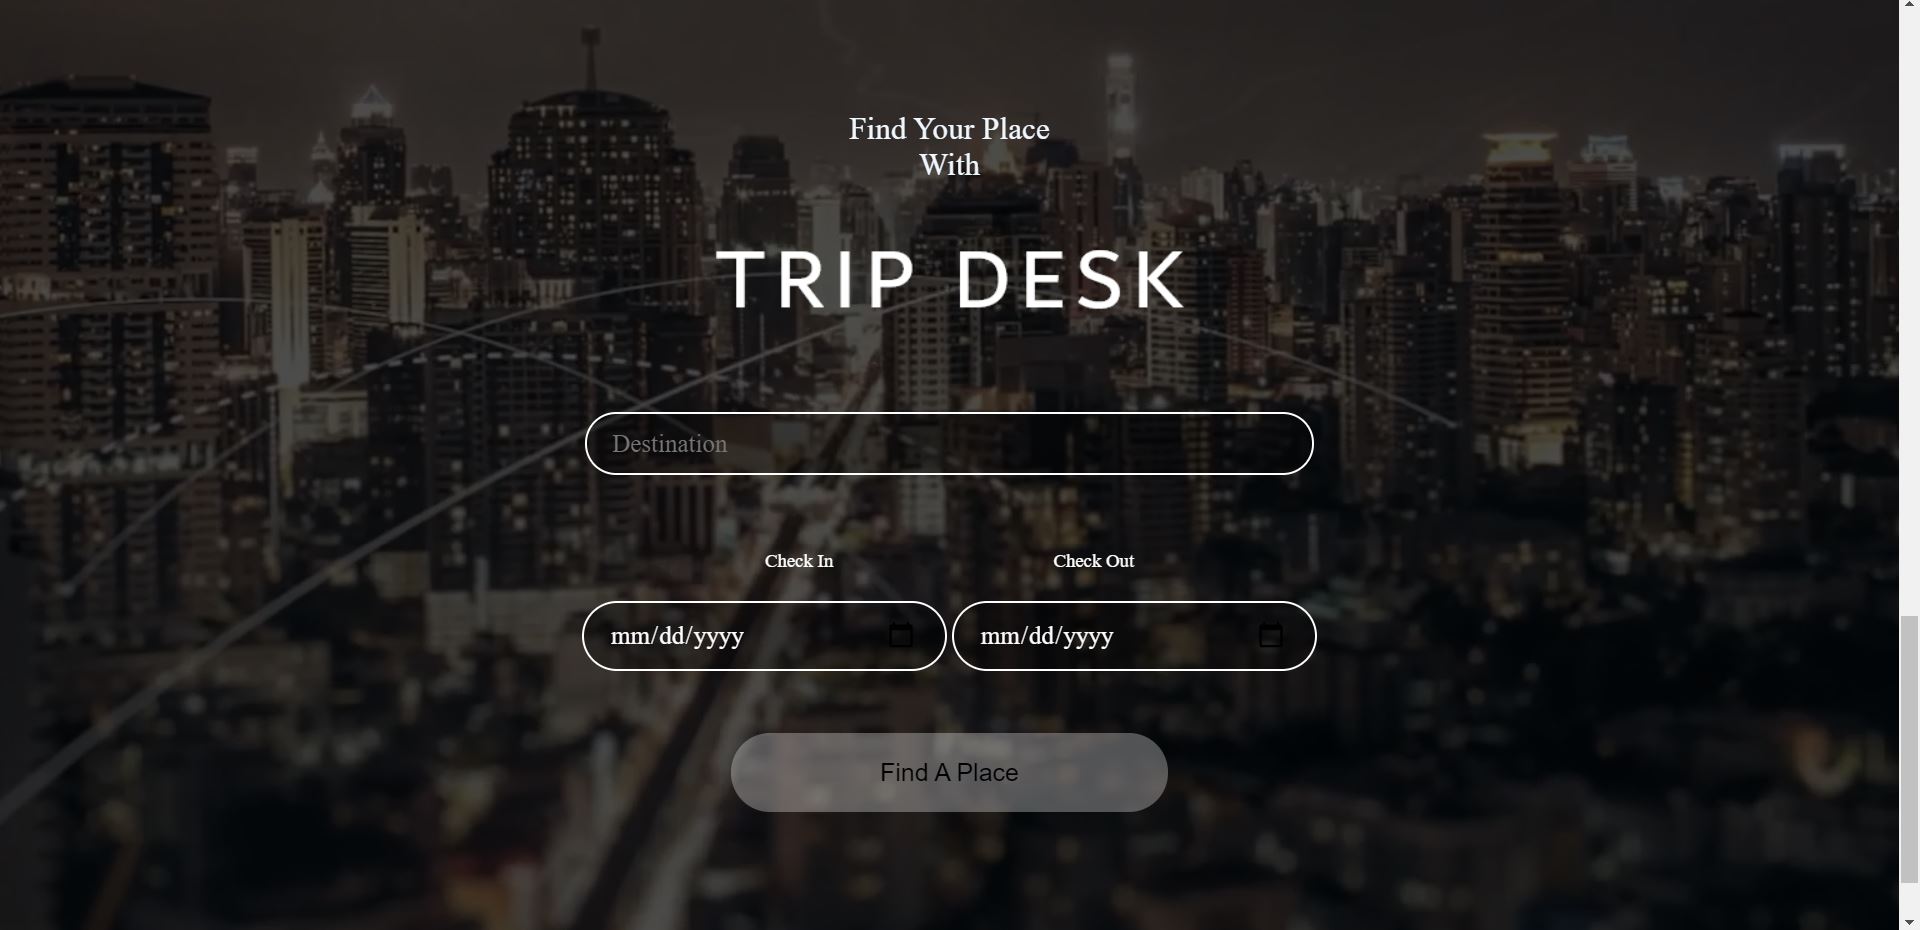 Find Your Place
With
TRIP DESK
Destination
Check In
Check Out
mm/dd/yyyy
mm/dd/yyyy
Find A Place